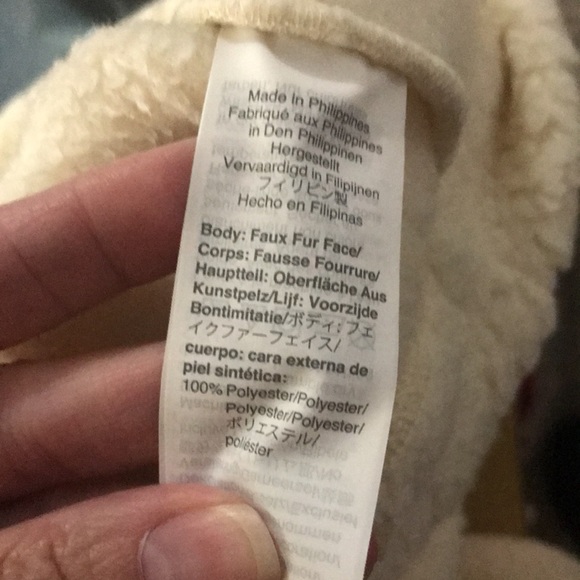 Made in Philippines
Fabriqué aux Philippines
in Den Philippinen
Hergestellt
Vervaardigd in Filipijnen
フィリピン製
Hecho en Filipinas
Body: Faux Fur Face/
Corps: Fausse Fourrure/
Hauptteil: Oberfläche Aus
Kunstpelz/Lijf: Voorzijde
Bontimitatie/ボディ: フェ
イクファーフェイス/
cuerpo: cara externa de
piel sintética:
100% Polyester/Polyester/
Polyester/Polyester/
ポリエステル/
poliéster